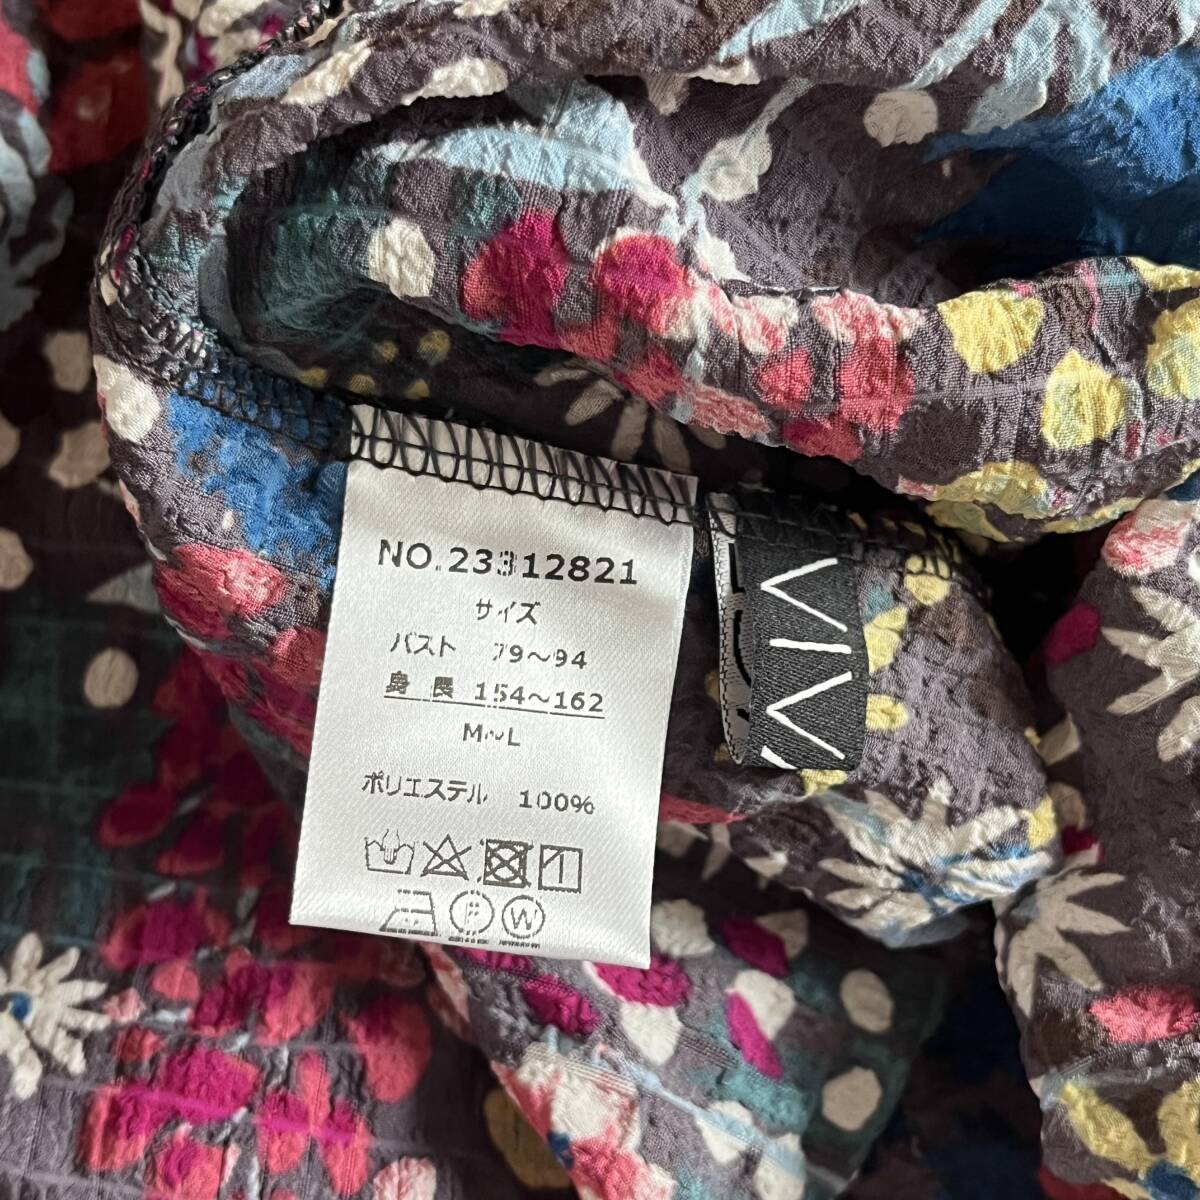 NO.23312821
サイズ
バスト 79～94
身長 154～162
M～L
ポリエステル 100%
W
VIV